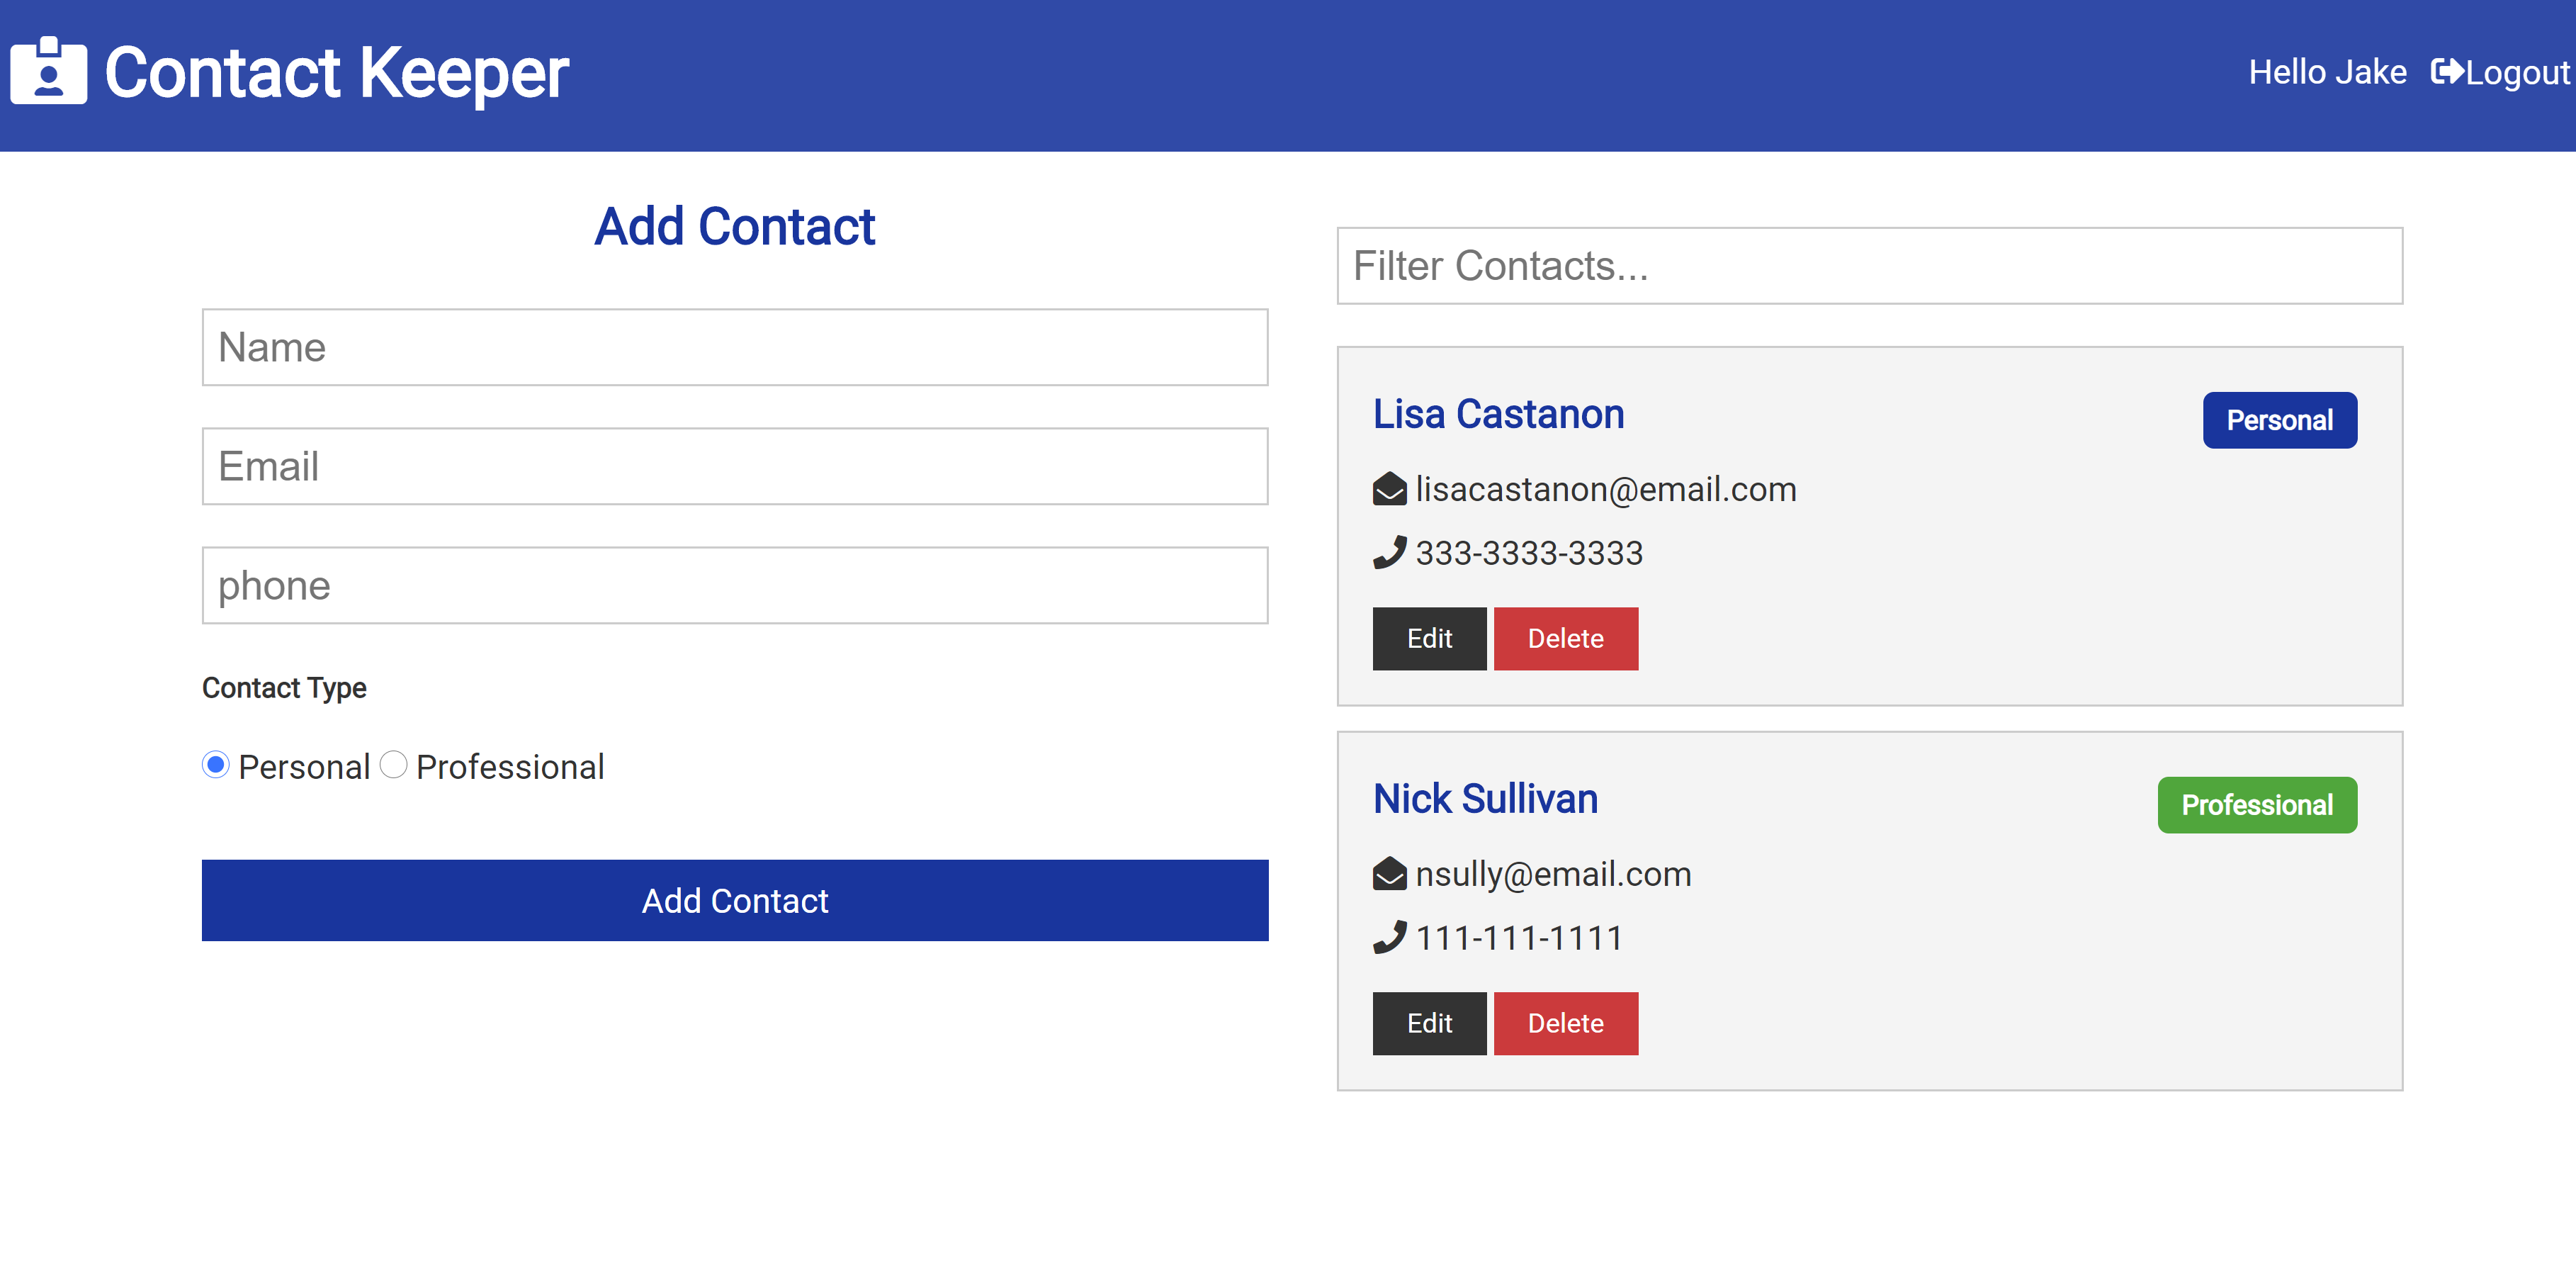 Contact Keeper
Hello Jake Logout
Add Contact
Name
Email
phone
Contact Type
Personal Professional
Add Contact
Filter Contacts...
Lisa Castanon Personal
lisacastanon@email.com
333-3333-3333
Edit Delete
Nick Sullivan Professional
nsully@email.com
111-111-1111
Edit Delete